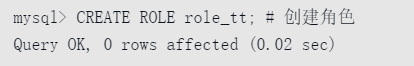 mysql> CREATE ROLE role_tt; # 创建角色
Query OK, 0 rows affected (0.02 sec)